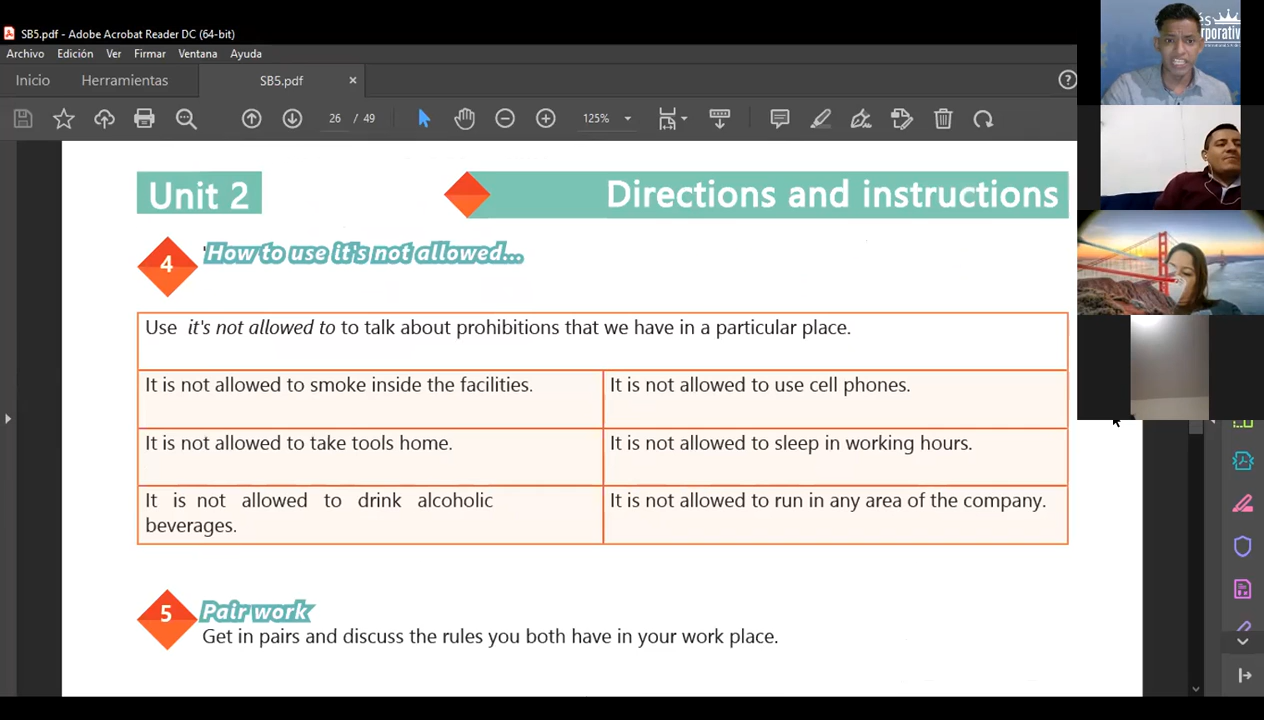 SB5.pdf - Adobe Acrobat Reader DC (64-bit)
Archivo Edición Ver Firmar Ventana Ayuda
Inicio Herramientas SB5.pdf ×
26 / 49 125%
Unit 2 Directions and instructions
4 How to use it's not allowed...
Use it's not allowed to to talk about prohibitions that we have in a particular place.
It is not allowed to smoke inside the facilities. It is not allowed to use cell phones.
It is not allowed to take tools home. It is not allowed to sleep in working hours.
It is not allowed to drink alcoholic It is not allowed to run in any area of the company.
beverages.
5 Pair work
Get in pairs and discuss the rules you both have in your work place.